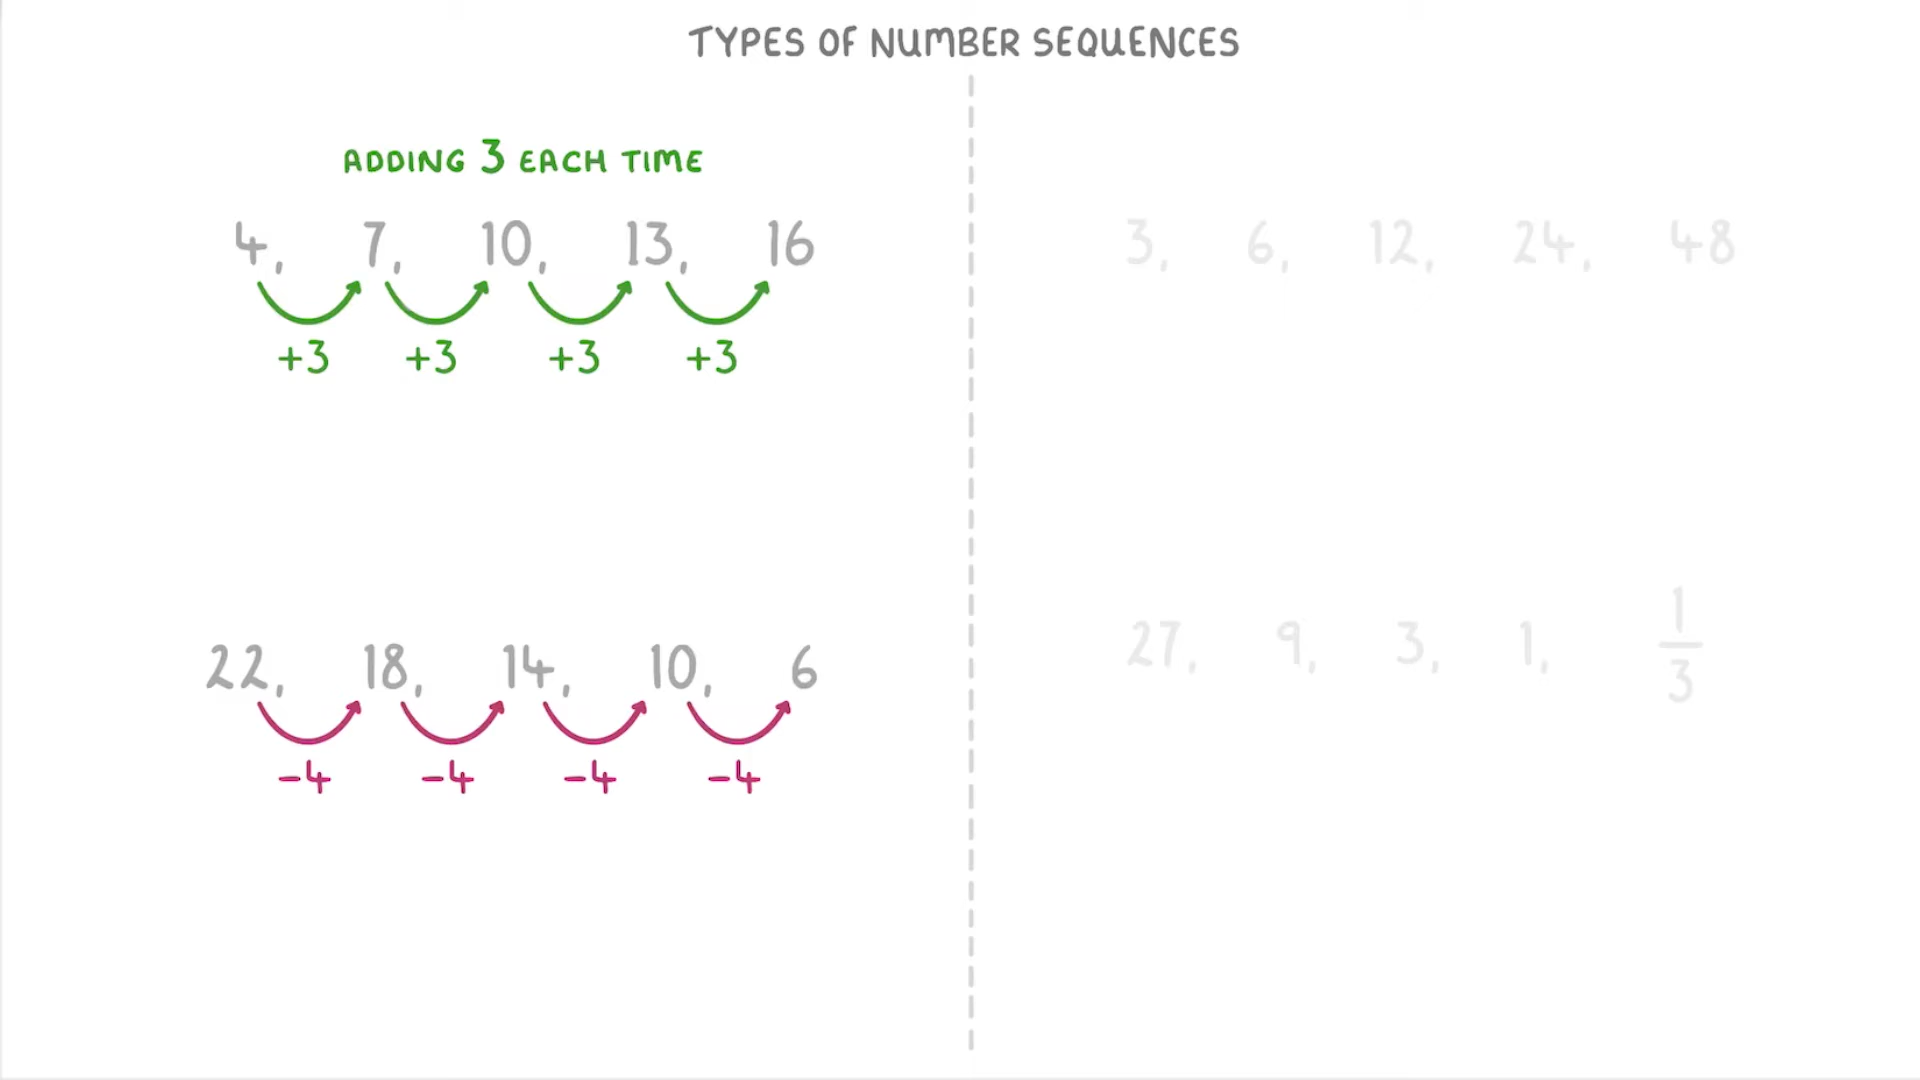 TYPES OF NUMBER SEQUENCES
ADDING 3 EACH TIME
4, 7, 10, 13, 16
+3 +3 +3 +3
22, 18, 14, 10, 6
-4 -4 -4 -4
3, 6, 12, 24, 48
27, 9, 3, 1, 1/3